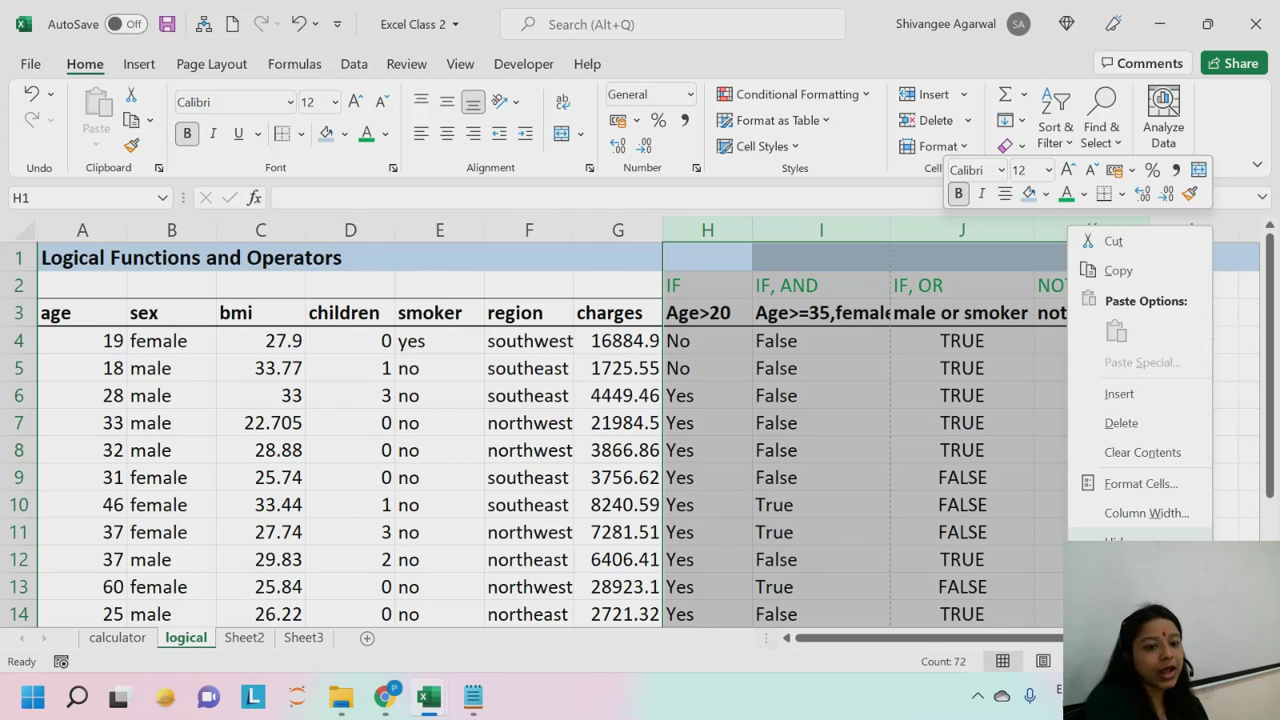 AutoSave Off Excel Class 2 Search (Alt+Q) Shivangee Agarwal SA
File Home Insert Page Layout Formulas Data Review View Developer Help Comments Share
Calibri 12 General Conditional Formatting Insert
Paste Format as Table Delete Sort & Find & Analyze
B I U A Cell Styles Format Filter Select Data
Undo Clipboard Font Alignment Number Styles Cell
Calibri 12
B I A
H1 fx
A B C D E F G H I J
1 Logical Functions and Operators
2 IF IF, AND IF, OR
3 age sex bmi children smoker region charges Age>20 Age>=35,female male or smoker not
4 19 female 27.9 0 yes southwest 16884.9 No False TRUE
5 18 male 33.77 1 no southeast 1725.55 No False TRUE
6 28 male 33 3 no southeast 4449.46 Yes False TRUE
7 33 male 22.705 0 no northwest 21984.5 Yes False TRUE
8 32 male 28.88 0 no northwest 3866.86 Yes False TRUE
9 31 female 25.74 0 no southeast 3756.62 Yes False FALSE
10 46 female 33.44 1 no southeast 8240.59 Yes True FALSE
11 37 female 27.74 3 no northwest 7281.51 Yes True FALSE
12 37 male 29.83 2 no northeast 6406.41 Yes False TRUE
13 60 female 25.84 0 no northwest 28923.1 Yes True FALSE
14 25 male 26.22 0 no northeast 2721.32 Yes False TRUE
Cut
Copy
Paste Options:
Paste Special...
Insert
Delete
Clear Contents
Format Cells...
Column Width...
calculator logical Sheet2 Sheet3
Ready Count: 72